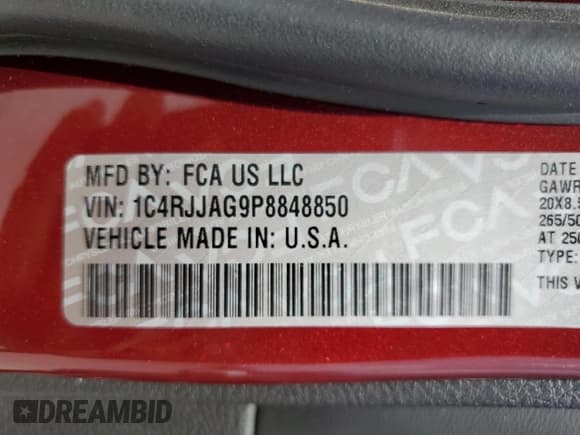 MFD BY: FCA US LLC
VIN: 1C4RJJAG9P8848850
VEHICLE MADE IN: U.S.A.
DATE
GAWR
20X8.5
265/50
AT 250
TYPE:
THIS V
DREAMBID